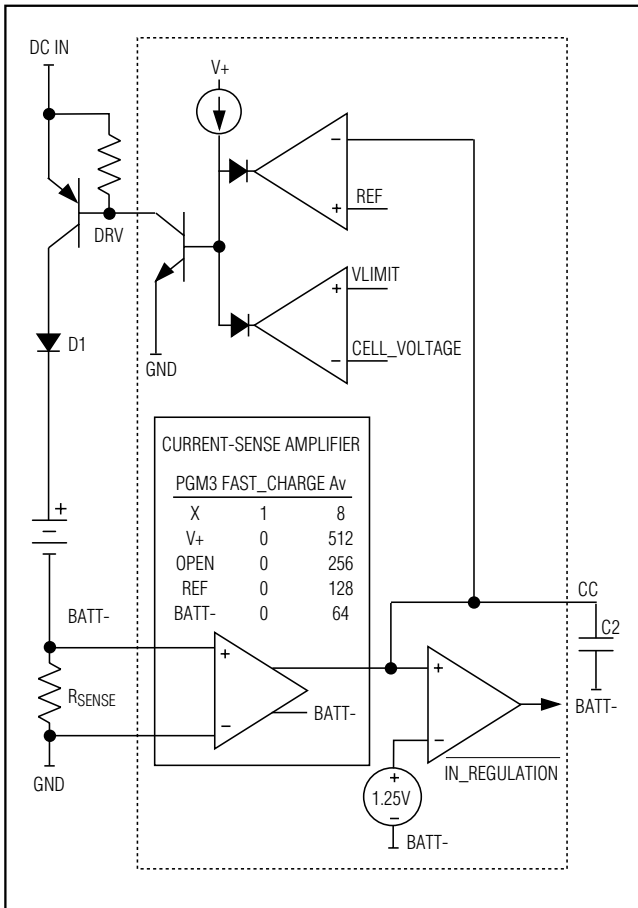 DC IN
V+
REF
DRV
VLIMIT
CELL_VOLTAGE
D1
GND
CURRENT-SENSE AMPLIFIER
PGM3 FAST_CHARGE Av
X 1 8
V+ 0 512
OPEN 0 256
REF 0 128
BATT- 0 64
CC
C2
BATT-
BATT-
RSENSE
BATT-
IN_REGULATION
GND
1.25V
BATT-